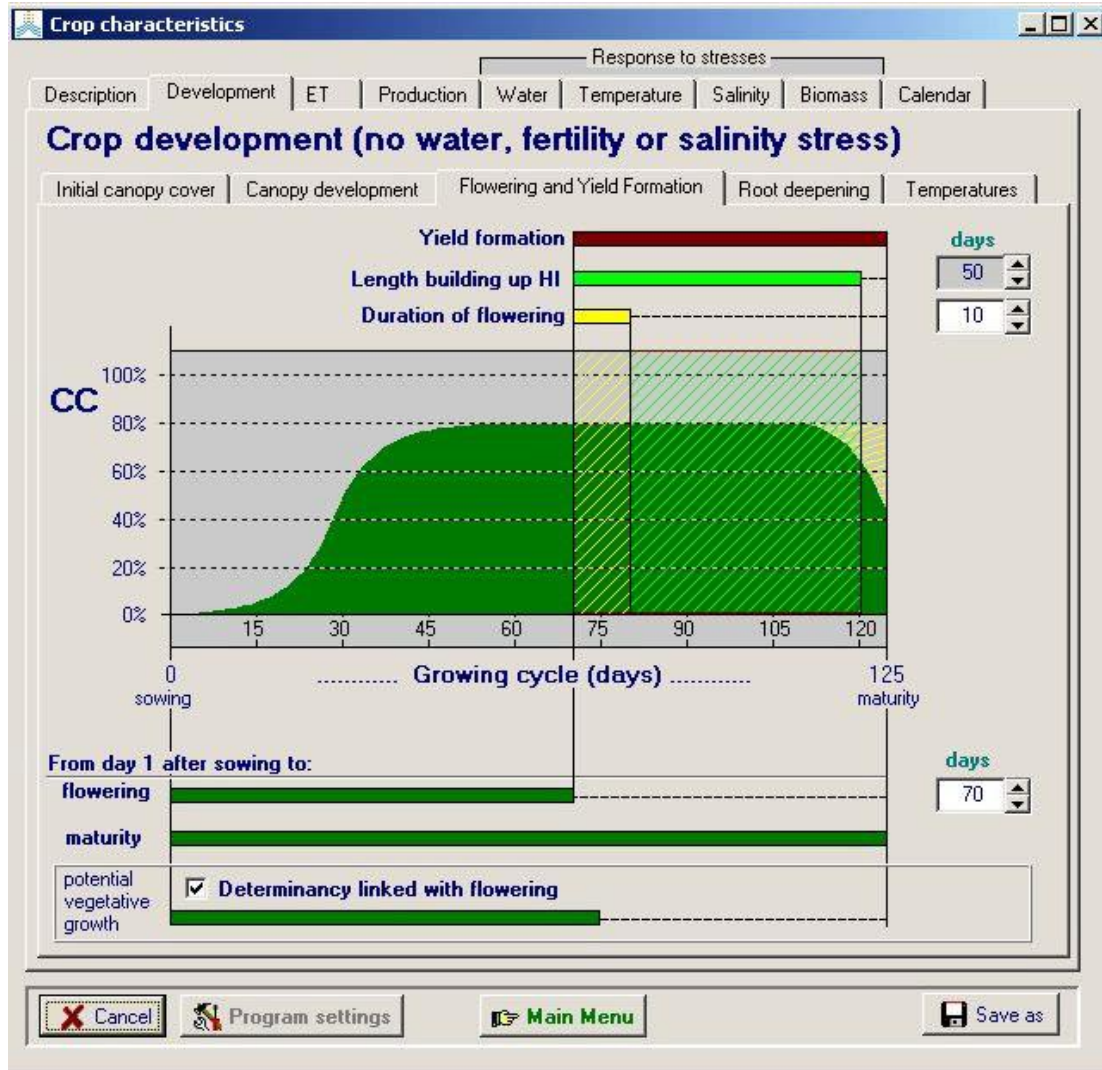 Crop characteristics
Response to stresses
Description Development ET Production Water Temperature Salinity Biomass Calendar
Crop development (no water, fertility or salinity stress)
Initial canopy cover Canopy development Flowering and Yield Formation Root deepening Temperatures
Yield formation days
Length building up HI 50
Duration of flowering 10
CC
100%
80%
60%
40%
20%
0%
15 30 45 60 75 90 105 120
0 ............ Growing cycle (days) ........... 125
sowing maturity
From day 1 after sowing to: days
flowering 70
maturity
potential
vegetative
growth
Determinancy linked with flowering
Cancel Program settings Main Menu Save as